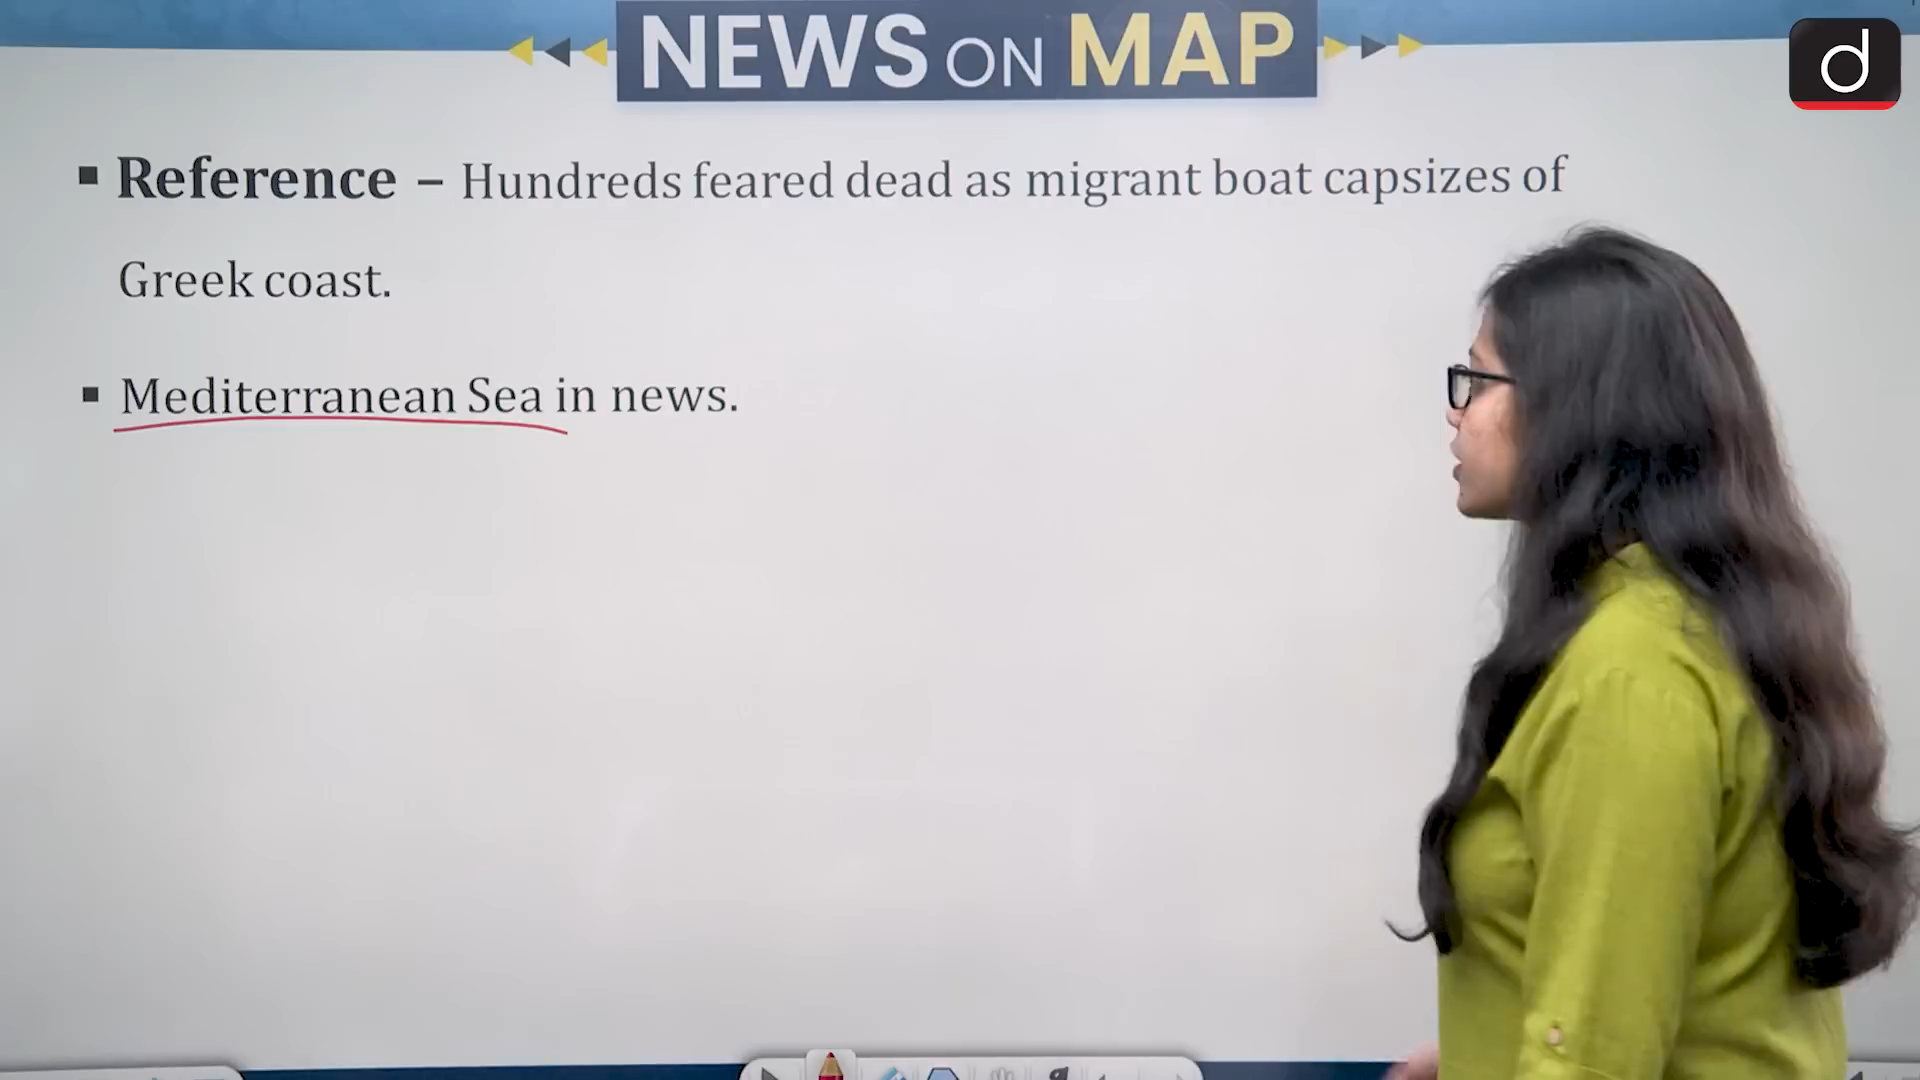 NEWS ON MAP
d
▪ Reference – Hundreds feared dead as migrant boat capsizes of
Greek coast.
▪ Mediterranean Sea in news.